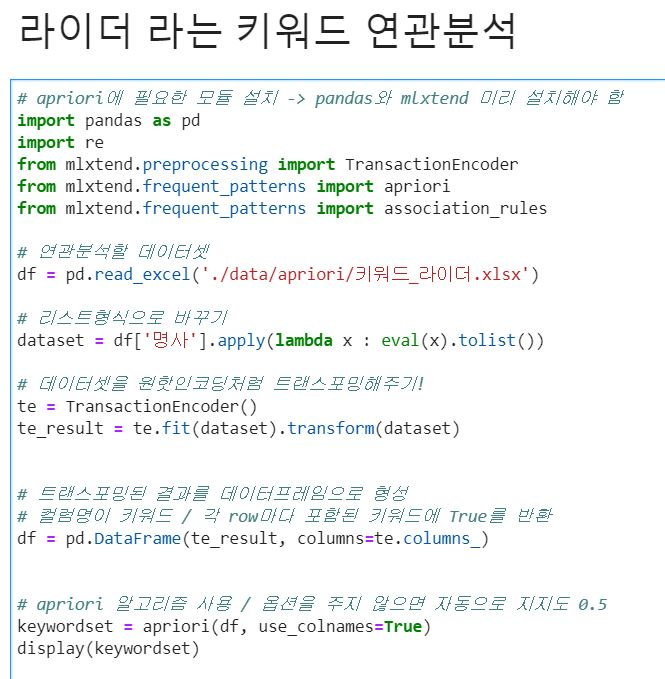 라이더 라는 키워드 연관분석
# apriori에 필요한 모듈 설치 -> pandas와 mlxtend 미리 설치해야 함
import pandas as pd
import re
from mlxtend.preprocessing import TransactionEncoder
from mlxtend.frequent_patterns import apriori
from mlxtend.frequent_patterns import association_rules
# 연관분석할 데이터셋
df = pd.read_excel('./data/apriori/키워드_라이더.xlsx')
# 리스트형식으로 바꾸기
dataset = df['명사'].apply(lambda x : eval(x).tolist())
# 데이터셋을 원핫인코딩처럼 트랜스포밍해주기!
te = TransactionEncoder()
te_result = te.fit(dataset).transform(dataset)
# 트랜스포밍된 결과를 데이터프레임으로 형성
# 컬럼명이 키워드 / 각 row마다 포함된 키워드에 True를 반환
df = pd.DataFrame(te_result, columns=te.columns_)
# apriori 알고리즘 사용 / 옵션을 주지 않으면 자동으로 지지도 0.5
keywordset = apriori(df, use_colnames=True)
display(keywordset)